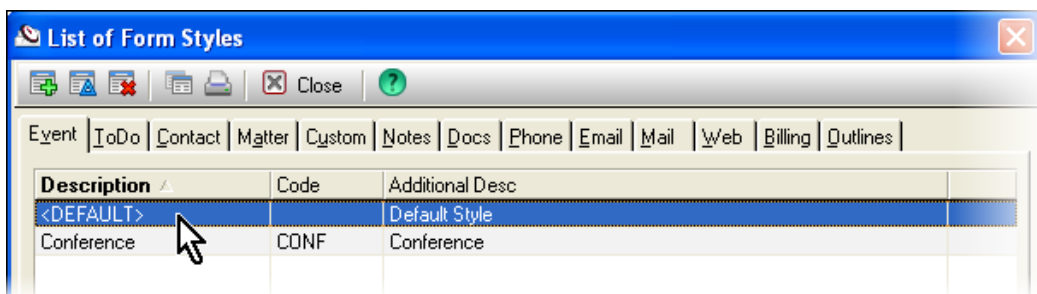 List of Form Styles
Close ?
Event ToDo Contact Matter Custom Notes Docs Phone Email Mail Web Billing Outlines
Description Code Additional Desc
<DEFAULT> Default Style
Conference CONF Conference